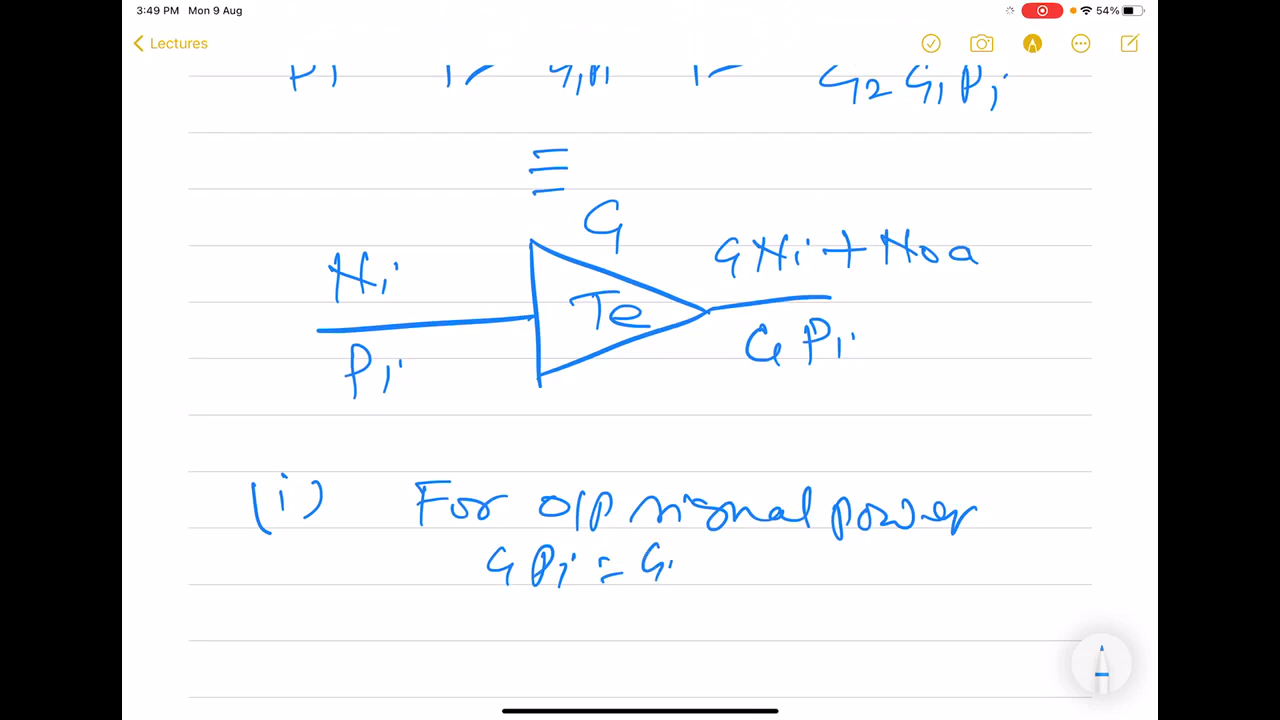 3:49 PM Mon 9 Aug 54%
Lectures
G2 G1 Pi
G
Ni
GNi + Noa
Te
Pi
G Pi
(i) For o/p signal power
G Pi = G